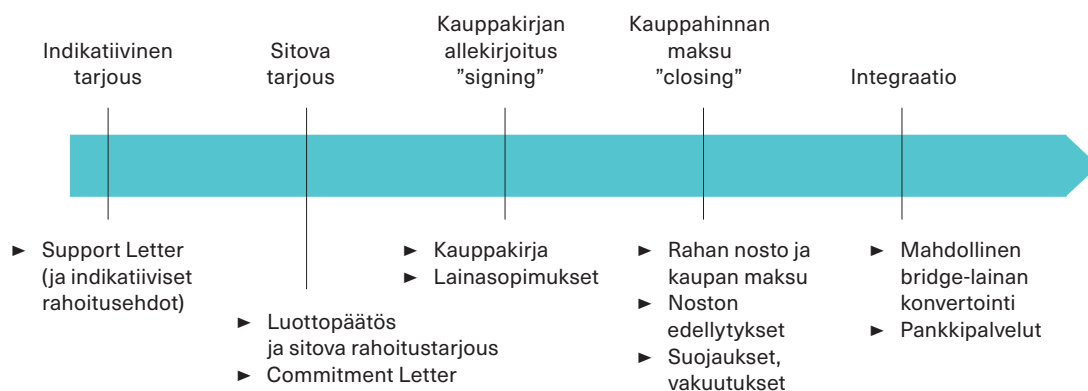 Indikatiivinen
tarjous
Sitova
tarjous
Kauppakirjan
allekirjoitus
”signing”
Kauppahinnan
maksu
”closing”
Integraatio
► Support Letter
(ja indikatiiviset
rahoitusehdot)
► Luottopäätös
ja sitova rahoitustarjous
► Commitment Letter
► Kauppakirja
► Lainasopimukset
► Rahan nosto ja
kaupan maksu
► Noston
edellytykset
► Suojaukset,
vakuutukset
► Mahdollinen
bridge-lainan
konvertointi
► Pankkipalvelut